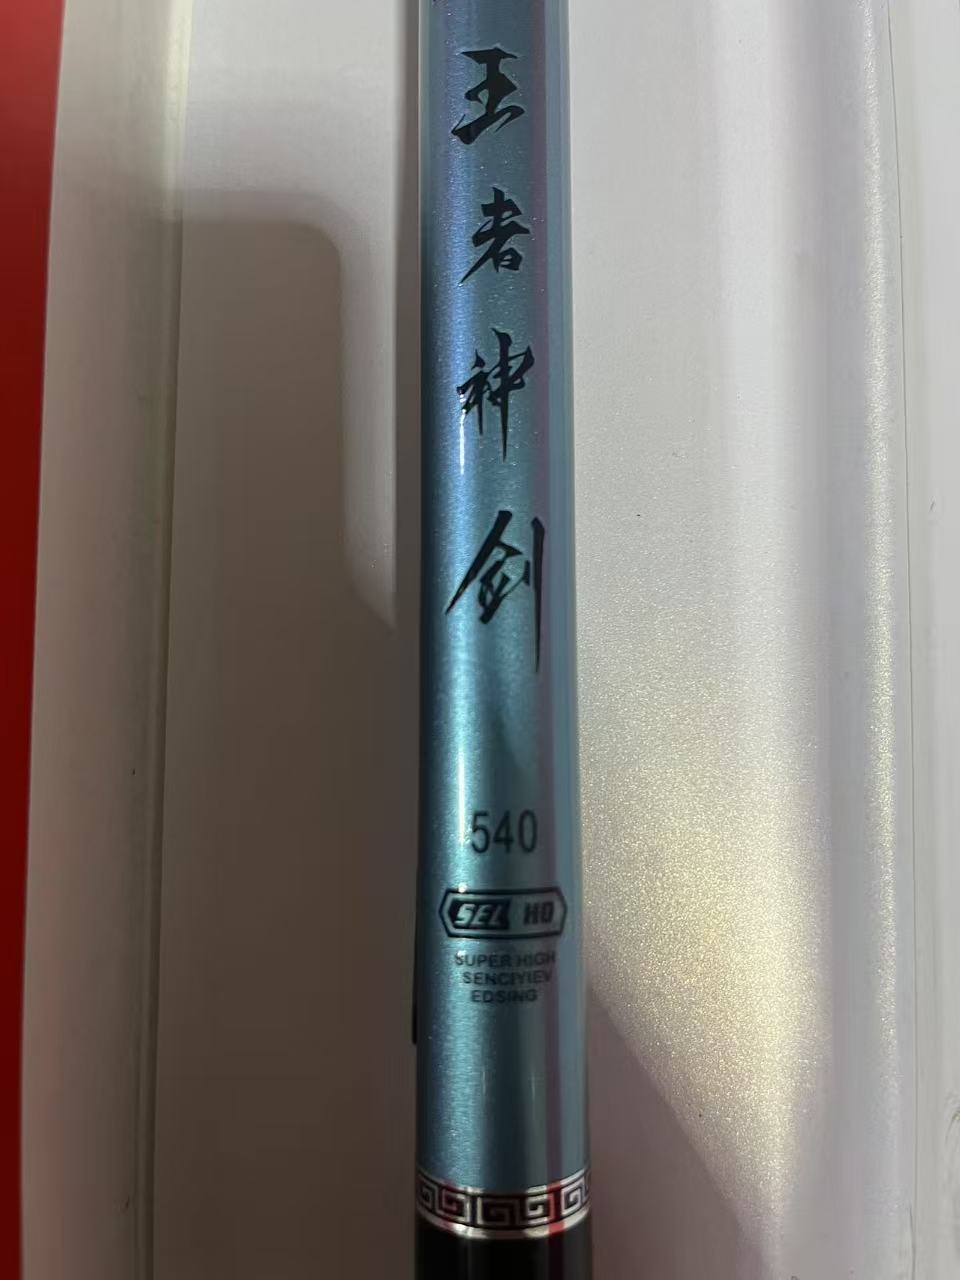 王者神剑
540
SEL HD
SUPER HIGH
SENCIYIEV
EDSING